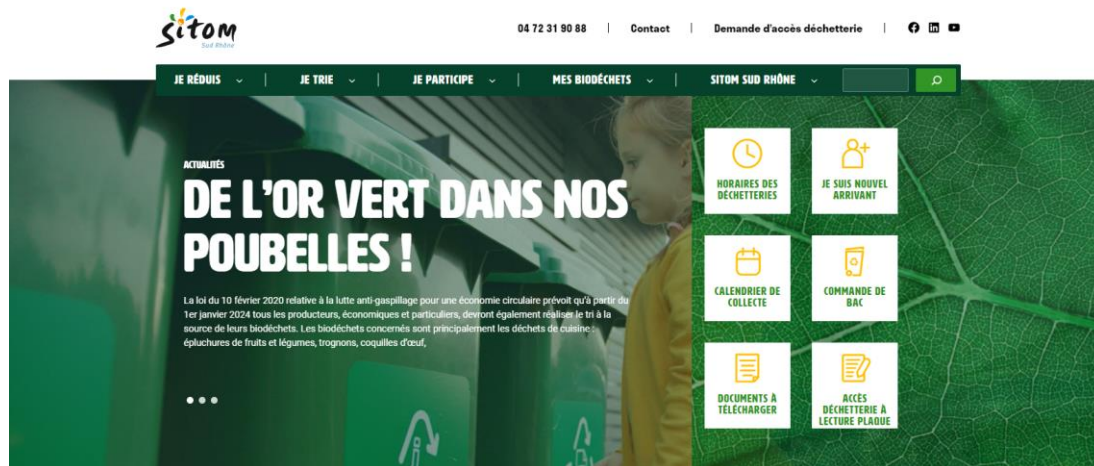 sitom
Sud Rhône
04 72 31 90 88 | Contact | Demande d'accès déchetterie |
JE RÉDUIS | JE TRIE | JE PARTICIPE | MES BIODÉCHETS | SITOM SUD RHÔNE
ACTUALITÉS
DE L'OR VERT DANS NOS
POUBELLES !
La loi du 10 février 2020 relative à la lutte anti-gaspillage pour une économie circulaire prévoit qu'à partir du
1er janvier 2024 tous les producteurs, économiques et particuliers, devront également réaliser le tri à la
source de leurs biodéchets. Les biodéchets concernés sont principalement les déchets de cuisine :
épluchures de fruits et légumes, trognons, coquilles d'œuf,
HORAIRES DES
DÉCHETTERIES
JE SUIS NOUVEL
ARRIVANT
CALENDRIER DE
COLLECTE
COMMANDE DE
BAC
DOCUMENTS À
TÉLÉCHARGER
ACCÈS
DÉCHETTERIE À
LECTURE PLAQUE